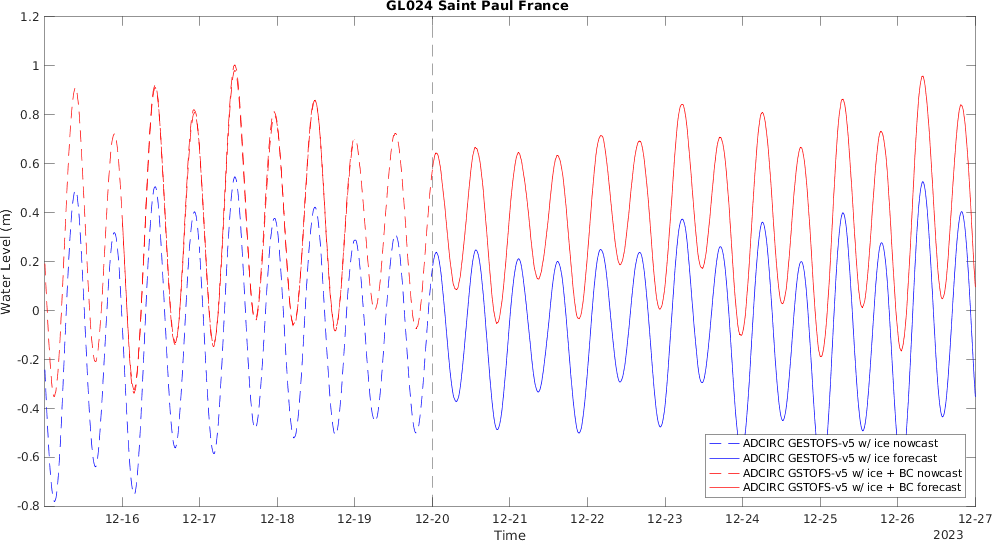 GL024 Saint Paul France
1.2
1
0.8
0.6
0.4
0.2
0
-0.2
-0.4
-0.6
-0.8
Water Level (m)
ADCIRC GESTOFS-v5 w/ ice nowcast
ADCIRC GESTOFS-v5 w/ ice forecast
ADCIRC GSTOFS-v5 w/ ice + BC nowcast
ADCIRC GSTOFS-v5 w/ ice + BC forecast
12-16 12-17 12-18 12-19 12-20 12-21 12-22 12-23 12-24 12-25 12-26 12-27
Time
2023